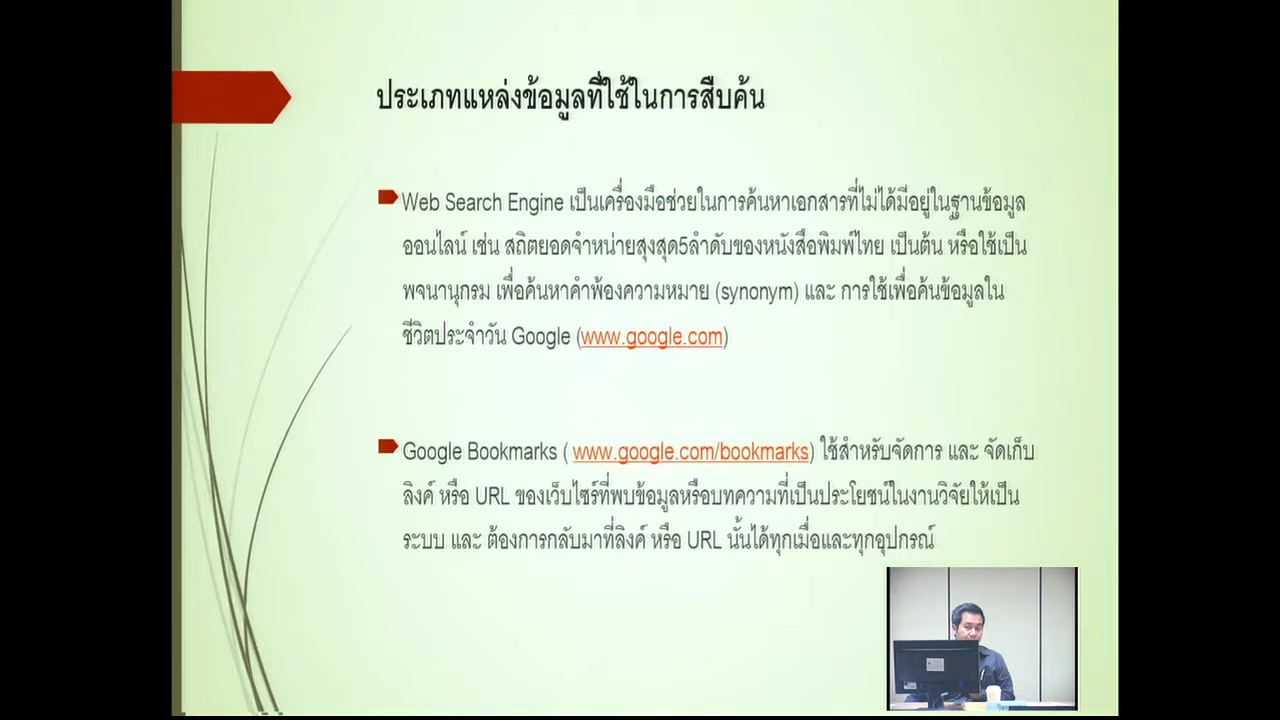 ประเภทแหล่งข้อมูลที่ใช้ในการสืบค้น
Web Search Engine เป็นเครื่องมือช่วยในการค้นหาเอกสารที่ไม่ได้มีอยู่ในฐานข้อมูล
ออนไลน์ เช่น สถิตยอดจำหน่ายสูงสุด5ลำดับของหนังสือพิมพ์ไทย เป็นต้น หรือใช้เป็น
พจนานุกรม เพื่อค้นหาคำพ้องความหมาย (synonym) และ การใช้เพื่อค้นข้อมูลใน
ชีวิตประจำวัน Google (www.google.com)
Google Bookmarks ( www.google.com/bookmarks) ใช้สำหรับจัดการ และ จัดเก็บ
ลิงค์ หรือ URL ของเว็บไซร์ที่พบข้อมูลหรือบทความที่เป็นประโยชน์ในงานวิจัยให้เป็น
ระบบ และ ต้องการกลับมาที่ลิงค์ หรือ URL นั้นได้ทุกเมื่อและทุกอุปกรณ์